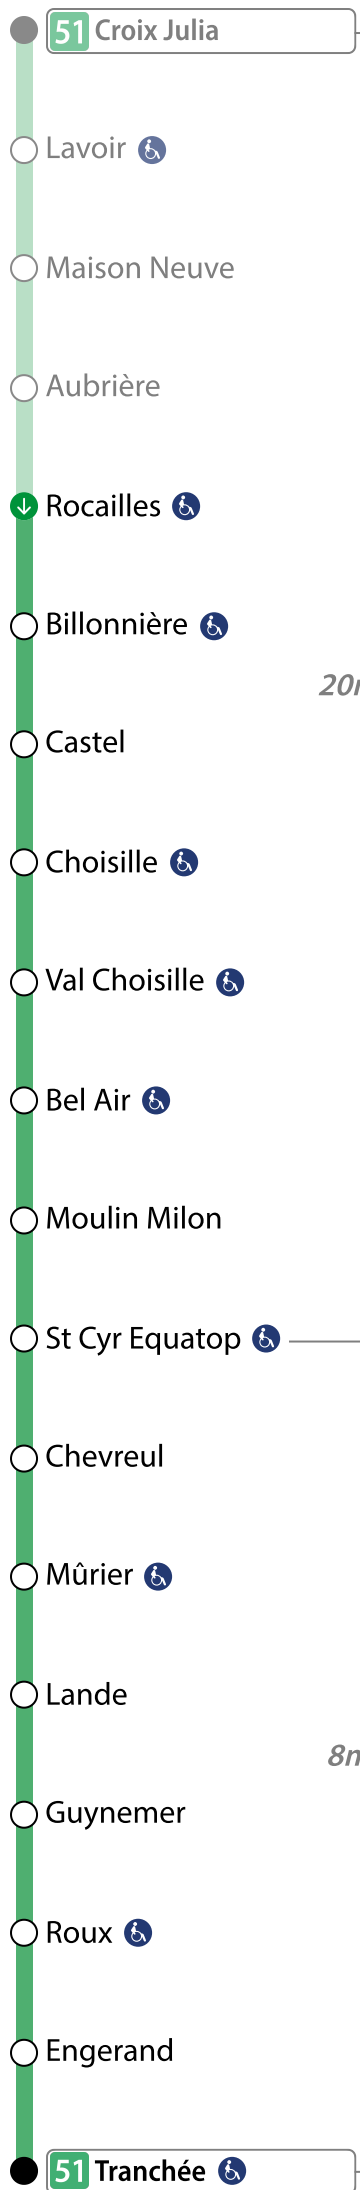 51 Croix Julia
Lavoir
Maison Neuve
Aubrière
Rocailles
Billonnière
Castel
Choisille
Val Choisille
Bel Air
Moulin Milon
St Cyr Equatop
Chevreul
Mûrier
Lande
Guynemer
Roux
Engerand
51 Tranchée